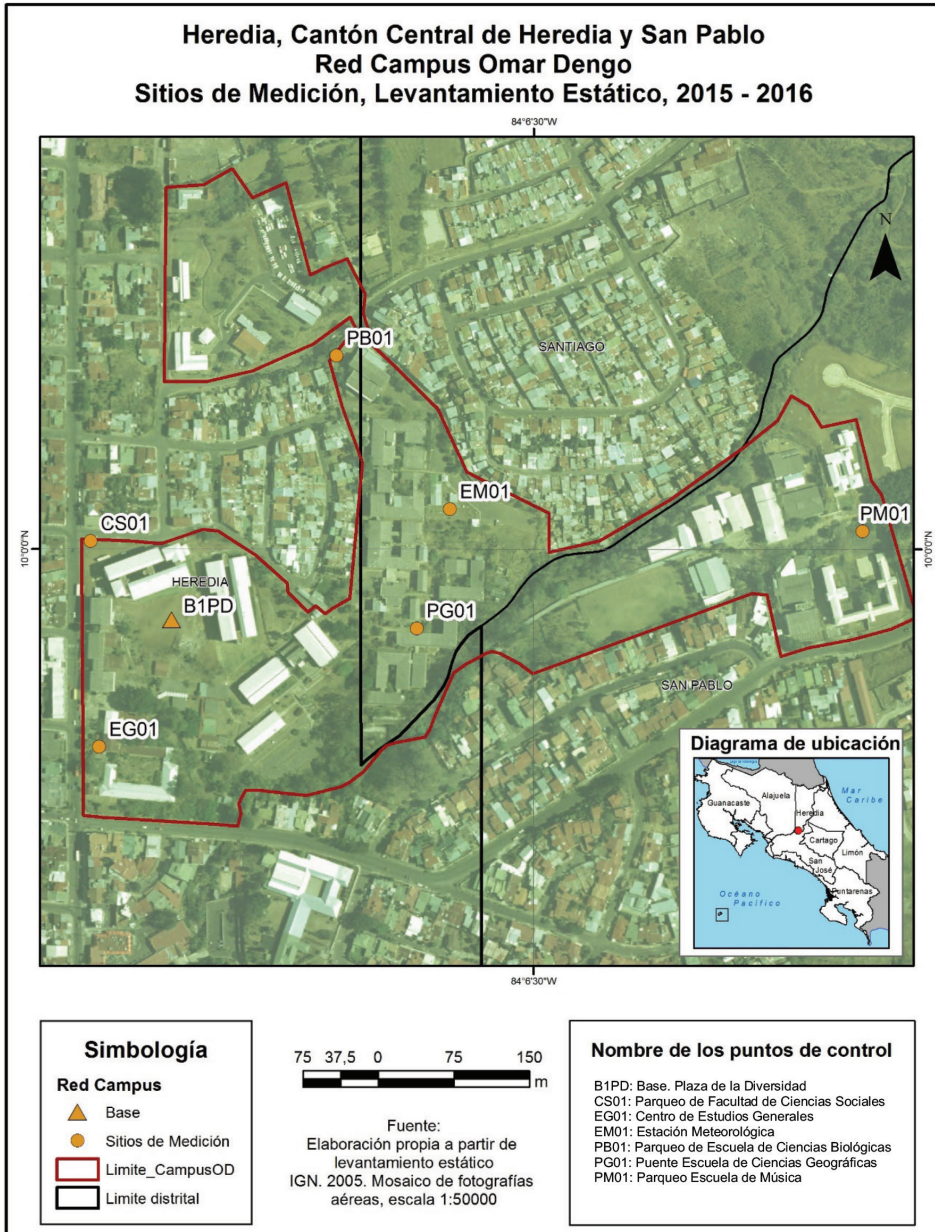 Heredia, Cantón Central de Heredia y San Pablo
Red Campus Omar Dengo
Sitios de Medición, Levantamiento Estático, 2015 - 2016
84°6'30"W
N
PB01
SANTIAGO
EM01
PM01
CS01
10°0'0"N
10°0'0"N
HEREDIA
B1PD
PG01
SAN PABLO
EG01
Diagrama de ubicación
Mar
Caribe
Alajuela
Guanacaste
Heredia
Cartago
Limón
San
José
Puntarenas
Océano
Pacífico
84°6'30"W
Simbología
Red Campus
Base
Sitios de Medición
Limite_CampusOD
Limite distrital
75 37,5 0 75 150
m
Fuente:
Elaboración propia a partir de
levantamiento estático
IGN. 2005. Mosaico de fotografías
aéreas, escala 1:50000
Nombre de los puntos de control
B1PD: Base. Plaza de la Diversidad
CS01: Parqueo de Facultad de Ciencias Sociales
EG01: Centro de Estudios Generales
EM01: Estación Meteorológica
PB01: Parqueo de Escuela de Ciencias Biológicas
PG01: Puente Escuela de Ciencias Geográficas
PM01: Parqueo Escuela de Música